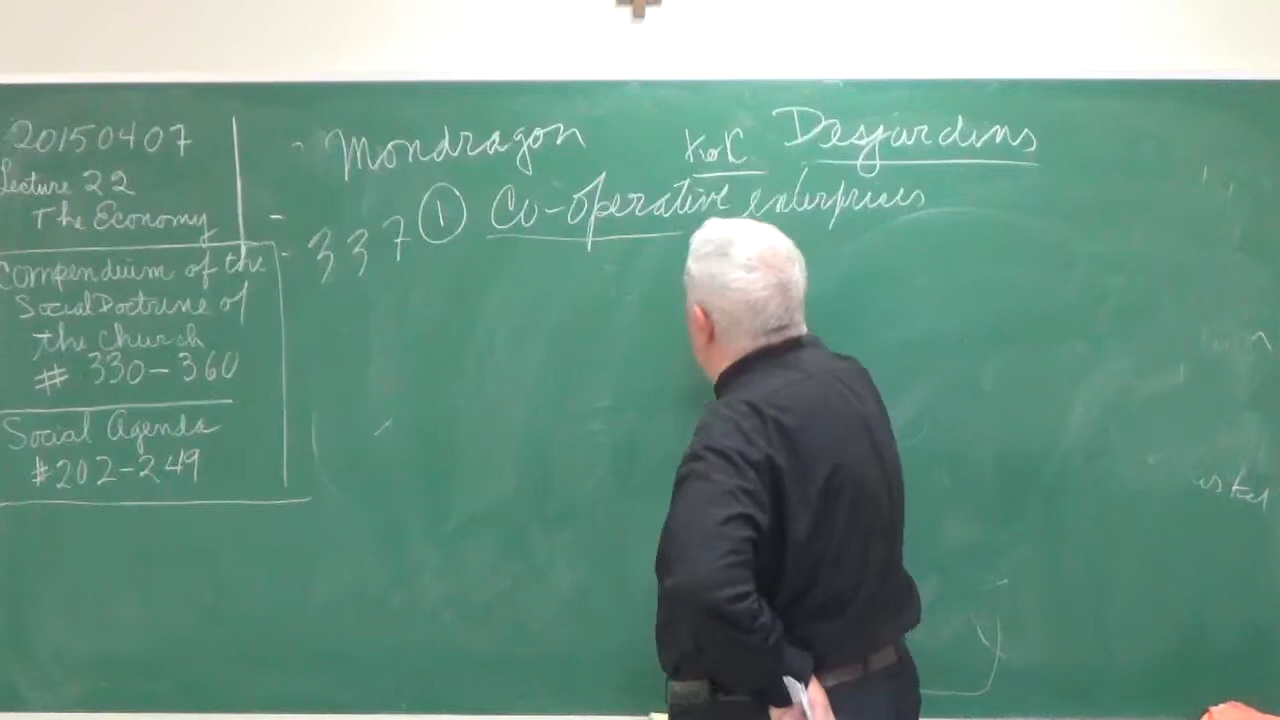 20150407
Lecture 22
The Economy
Compendium of the
Social Doctrine of
the Church
# 330-360
Social Agenda
#202-249
- Mondragon KofC Desjardins
- 337 ① Co-operative enterprises